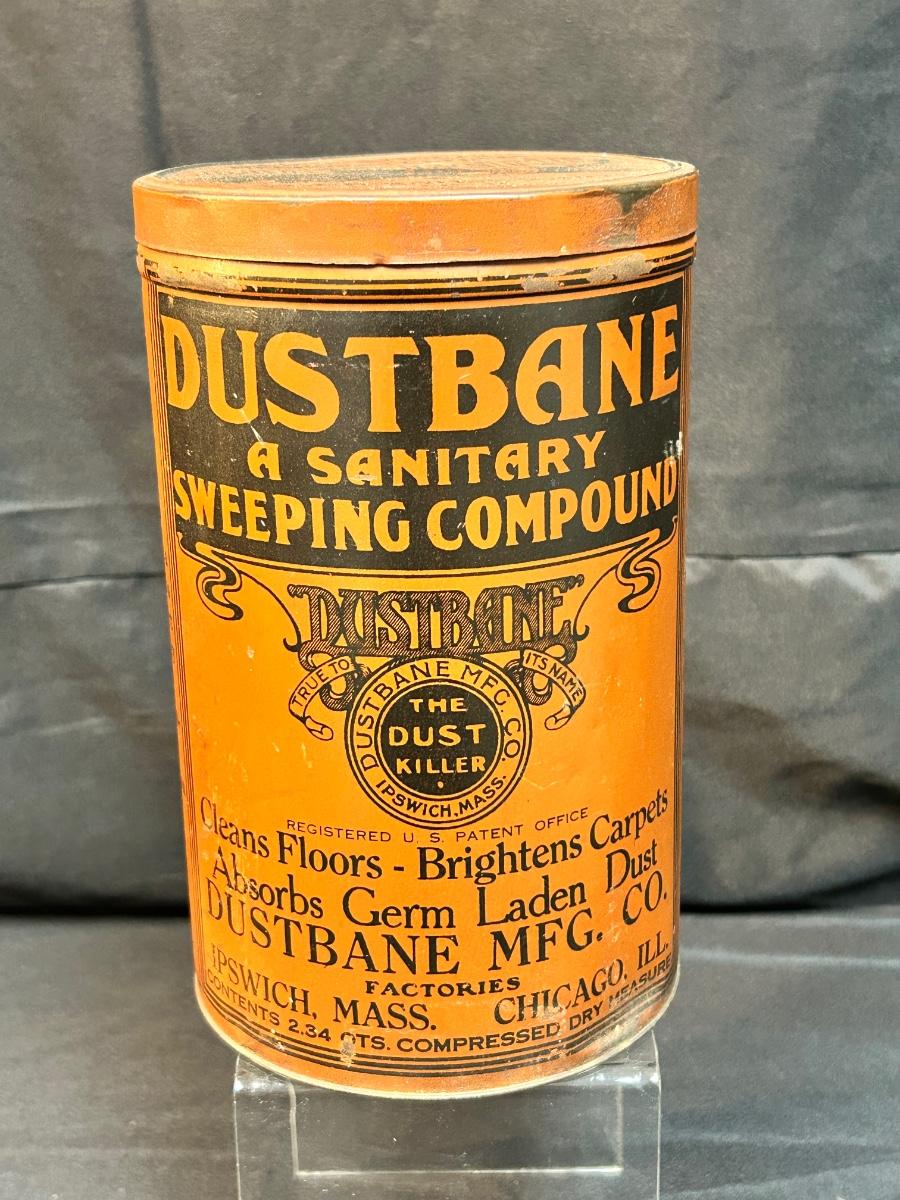 DUSTBANE
A SANITARY
SWEEPING COMPOUND
"DUSTBANE"
TRUE TO ITS NAME
DUSTBANE MFG. CO.
THE
DUST
KILLER
IPSWICH, MASS.
REGISTERED U. S. PATENT OFFICE
Cleans Floors - Brightens Carpets
Absorbs Germ Laden Dust
DUSTBANE MFG. CO.
FACTORIES
IPSWICH, MASS. CHICAGO, ILL.
CONTENTS 2.34 QTS. COMPRESSED DRY MEASURE